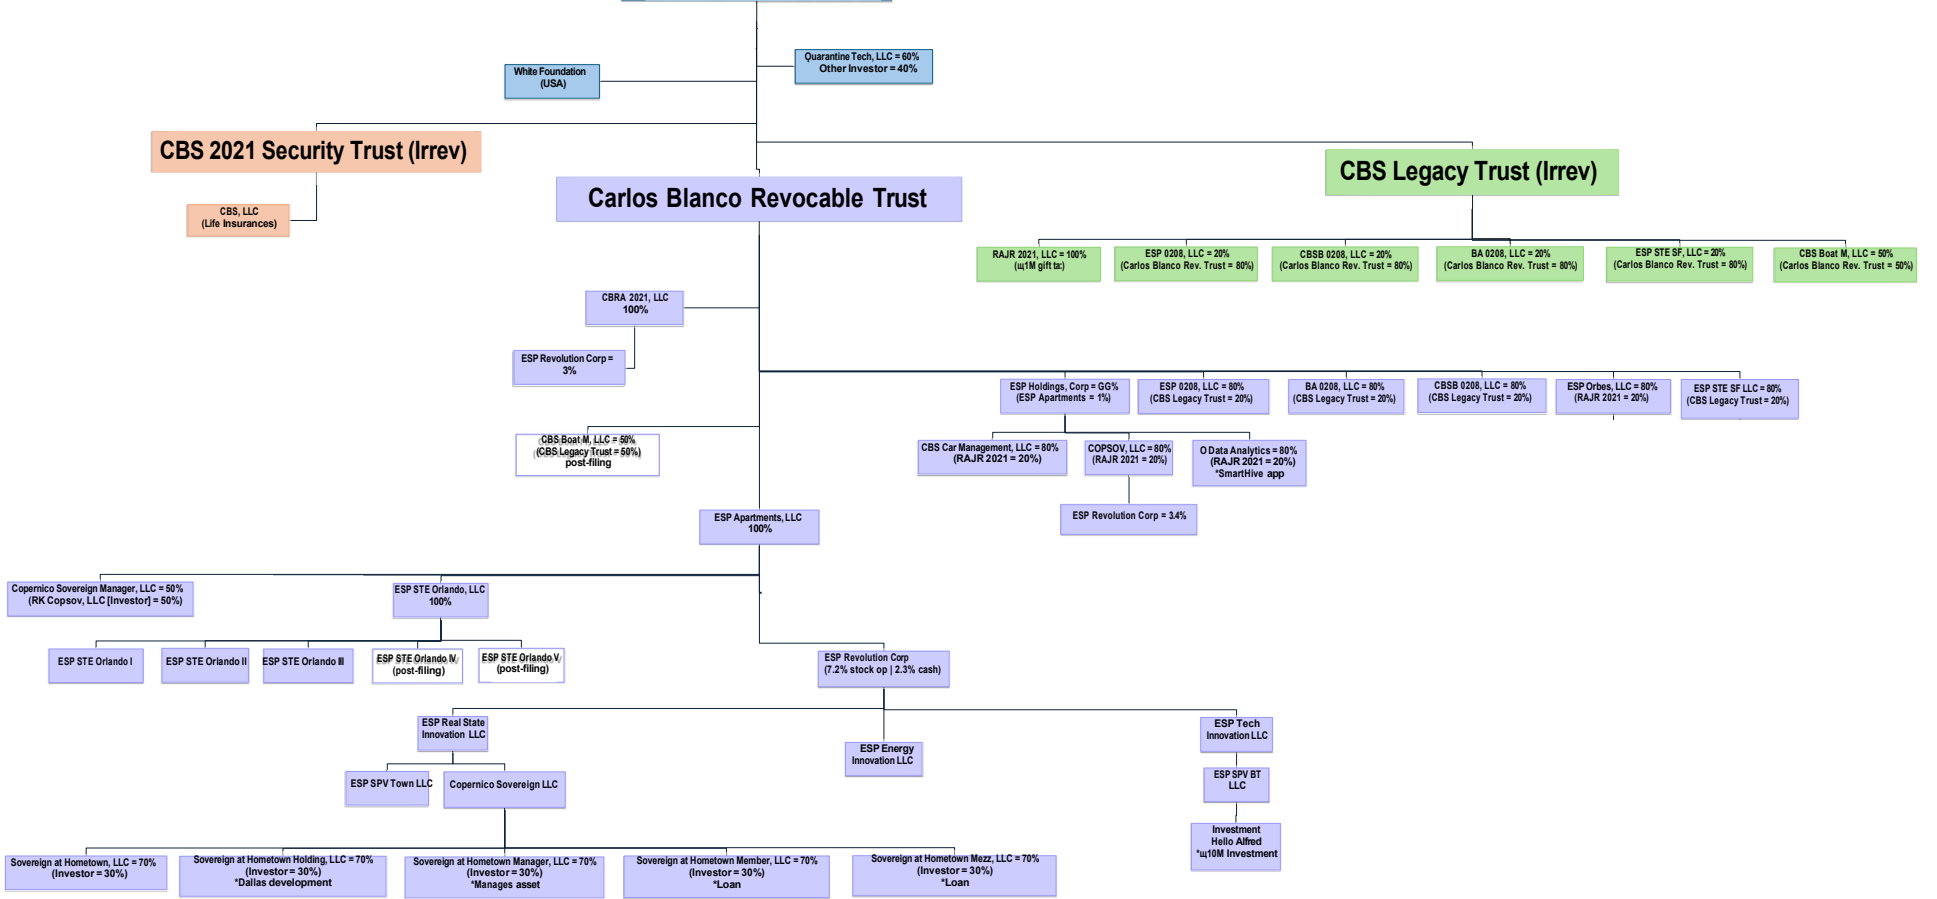 Quarantine Tech, LLC = 60%
Other Investor = 40%
White Foundation
(USA)
CBS 2021 Security Trust (Irrev)
CBS Legacy Trust (Irrev)
Carlos Blanco Revocable Trust
CBS, LLC
(Life Insurances)
RAJR 2021, LLC = 100%
(щ1M gift ta:)
ESP 0208, LLC = 20%
(Carlos Blanco Rev. Trust = 80%)
CBSB 0208, LLC = 20%
(Carlos Blanco Rev. Trust = 80%)
BA 0208, LLC = 20%
(Carlos Blanco Rev. Trust = 80%)
ESP STE SF, LLC = 20%
(Carlos Blanco Rev. Trust = 80%)
CBS Boat M, LLC = 50%
(Carlos Blanco Rev. Trust = 50%)
CBRA 2021, LLC
100%
ESP Revolution Corp =
3%
ESP Holdings, Corp = GG%
(ESP Apartments = 1%)
ESP 0208, LLC = 80%
(CBS Legacy Trust = 20%)
BA 0208, LLC = 80%
(CBS Legacy Trust = 20%)
CBSB 0208, LLC = 80%
(CBS Legacy Trust = 20%)
ESP Orbes, LLC = 80%
(RAJR 2021 = 20%)
ESP STE SF LLC = 80%
(CBS Legacy Trust = 20%)
CBS Boat M, LLC = 50%
(CBS Legacy Trust = 50%)
post-filing
CBS Car Management, LLC = 80%
(RAJR 2021 = 20%)
COPSOV, LLC = 80%
(RAJR 2021 = 20%)
O Data Analytics = 80%
(RAJR 2021 = 20%)
*SmartHive app
ESP Revolution Corp = 3.4%
ESP Apartments, LLC
100%
Copernico Sovereign Manager, LLC = 50%
(RK Copsov, LLC [Investor] = 50%)
ESP STE Orlando, LLC
100%
ESP STE Orlando I
ESP STE Orlando II
ESP STE Orlando III
ESP STE Orlando IV
(post-filing)
ESP STE Orlando V
(post-filing)
ESP Revolution Corp
(7.2% stock op | 2.3% cash)
ESP Real State
Innovation LLC
ESP Energy
Innovation LLC
ESP Tech
Innovation LLC
ESP SPV Town LLC
Copernico Sovereign LLC
ESP SPV BT
LLC
Investment
Hello Alfred
*щ10M Investment
Sovereign at Hometown, LLC = 70%
(Investor = 30%)
Sovereign at Hometown Holding, LLC = 70%
(Investor = 30%)
*Dallas development
Sovereign at Hometown Manager, LLC = 70%
(Investor = 30%)
*Manages asset
Sovereign at Hometown Member, LLC = 70%
(Investor = 30%)
*Loan
Sovereign at Hometown Mezz, LLC = 70%
(Investor = 30%)
*Loan